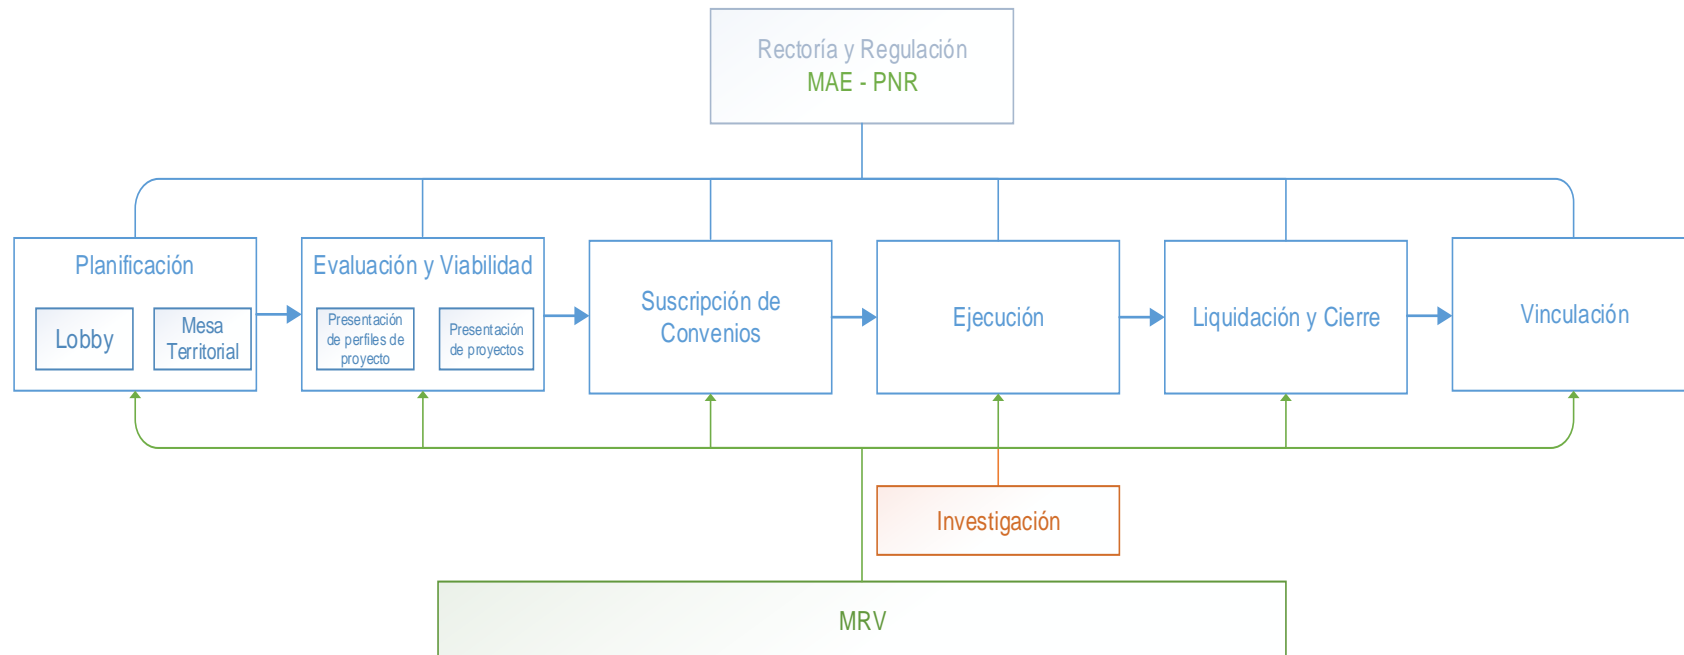 Rectoría y Regulación
MAE - PNR
Planificación
Lobby
Mesa
Territorial
Evaluación y Viabilidad
Presentación
de perfiles de
proyecto
Presentación
de proyectos
Suscripción de
Convenios
Ejecución
Liquidación y Cierre
Vinculación
Investigación
MRV